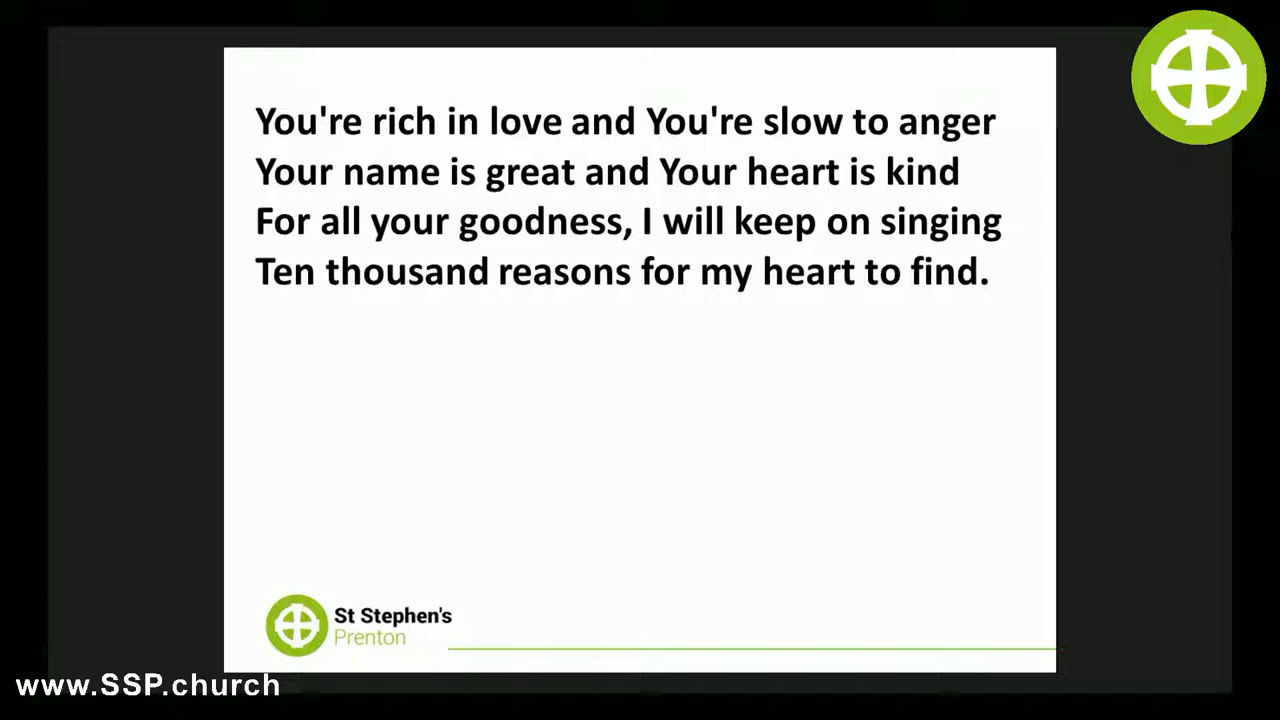 You're rich in love and You're slow to anger
Your name is great and Your heart is kind
For all your goodness, I will keep on singing
Ten thousand reasons for my heart to find.
St Stephen's
Prenton
www.SSP.church